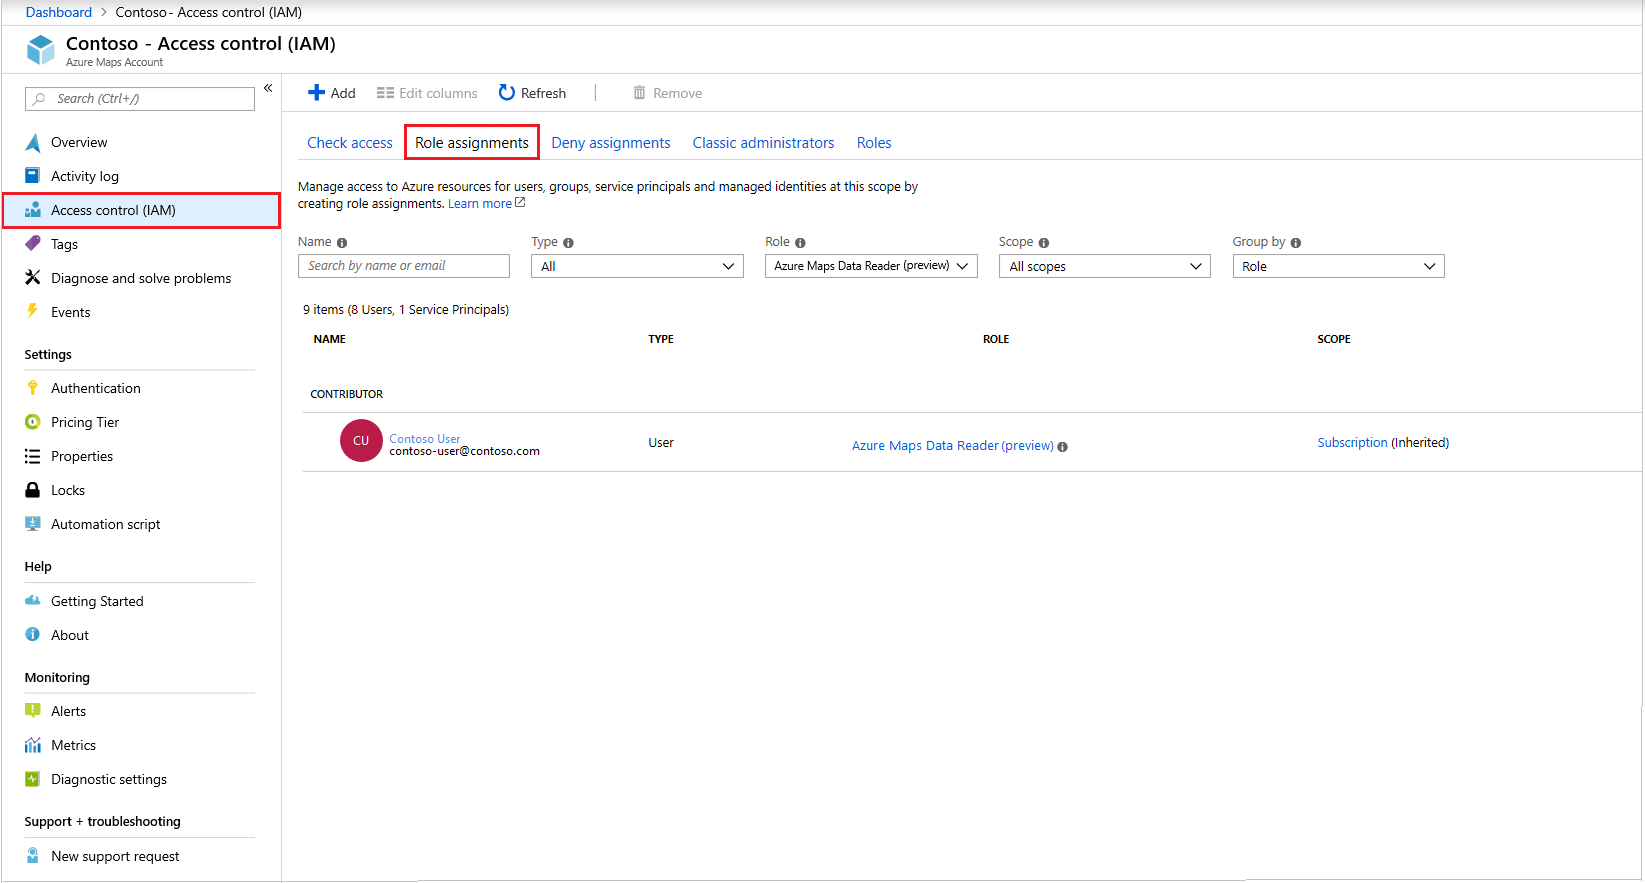 Dashboard > Contoso - Access control (IAM)
Contoso - Access control (IAM)
Azure Maps Account
Search (Ctrl+/)
«
Overview
Activity log
Access control (IAM)
Tags
Diagnose and solve problems
Events
Settings
Authentication
Pricing Tier
Properties
Locks
Automation script
Help
Getting Started
About
Monitoring
Alerts
Metrics
Diagnostic settings
Support + troubleshooting
New support request
Add Edit columns Refresh Remove
Check access Role assignments Deny assignments Classic administrators Roles
Manage access to Azure resources for users, groups, service principals and managed identities at this scope by
creating role assignments. Learn more
Name Type Role Scope Group by
Search by name or email All Azure Maps Data Reader (preview) All scopes Role
9 items (8 Users, 1 Service Principals)
NAME TYPE ROLE SCOPE
CONTRIBUTOR
CU Contoso User
contoso-user@contoso.com User Azure Maps Data Reader (preview) Subscription (Inherited)